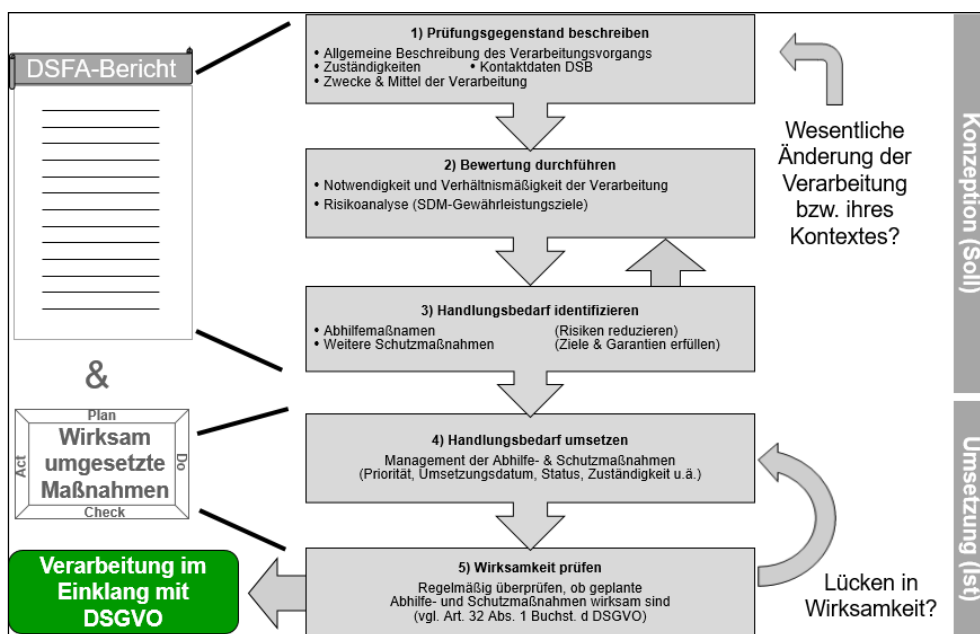 DSFA-Bericht
&
Plan
Act
Wirksam
umgesetzte
Maßnahmen
Do
Check
Verarbeitung im
Einklang mit
DSGVO
1) Prüfungsgegenstand beschreiben
• Allgemeine Beschreibung des Verarbeitungsvorgangs
• Zuständigkeiten • Kontaktdaten DSB
• Zwecke & Mittel der Verarbeitung
2) Bewertung durchführen
• Notwendigkeit und Verhältnismäßigkeit der Verarbeitung
• Risikoanalyse (SDM-Gewährleistungsziele)
3) Handlungsbedarf identifizieren
• Abhilfemaßnamen (Risiken reduzieren)
• Weitere Schutzmaßnahmen (Ziele & Garantien erfüllen)
4) Handlungsbedarf umsetzen
Management der Abhilfe- & Schutzmaßnahmen
(Priorität, Umsetzungsdatum, Status, Zuständigkeit u.ä.)
5) Wirksamkeit prüfen
Regelmäßig überprüfen, ob geplante
Abhilfe- und Schutzmaßnahmen wirksam sind
(vgl. Art. 32 Abs. 1 Buchst. d DSGVO)
Wesentliche
Änderung der
Verarbeitung
bzw. ihres
Kontextes?
Lücken in
Wirksamkeit?
Konzeption (Soll)
Umsetzung (Ist)